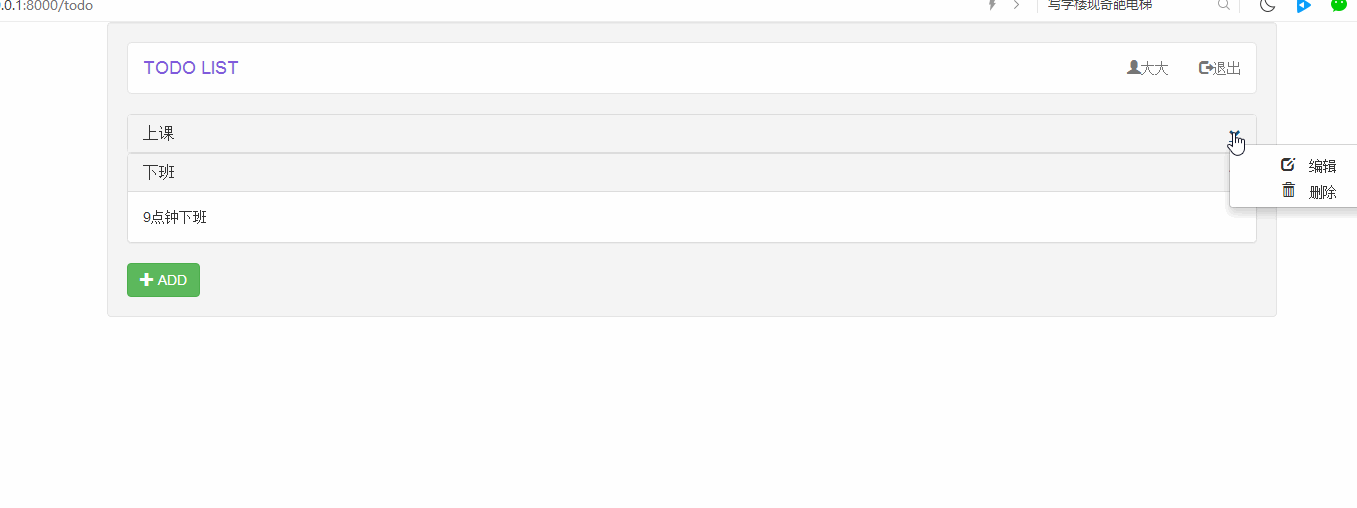 .0.1:8000/todo
写字楼现奇葩电梯
TODO LIST
大大
退出
上课
下班
编辑
删除
9点钟下班
ADD